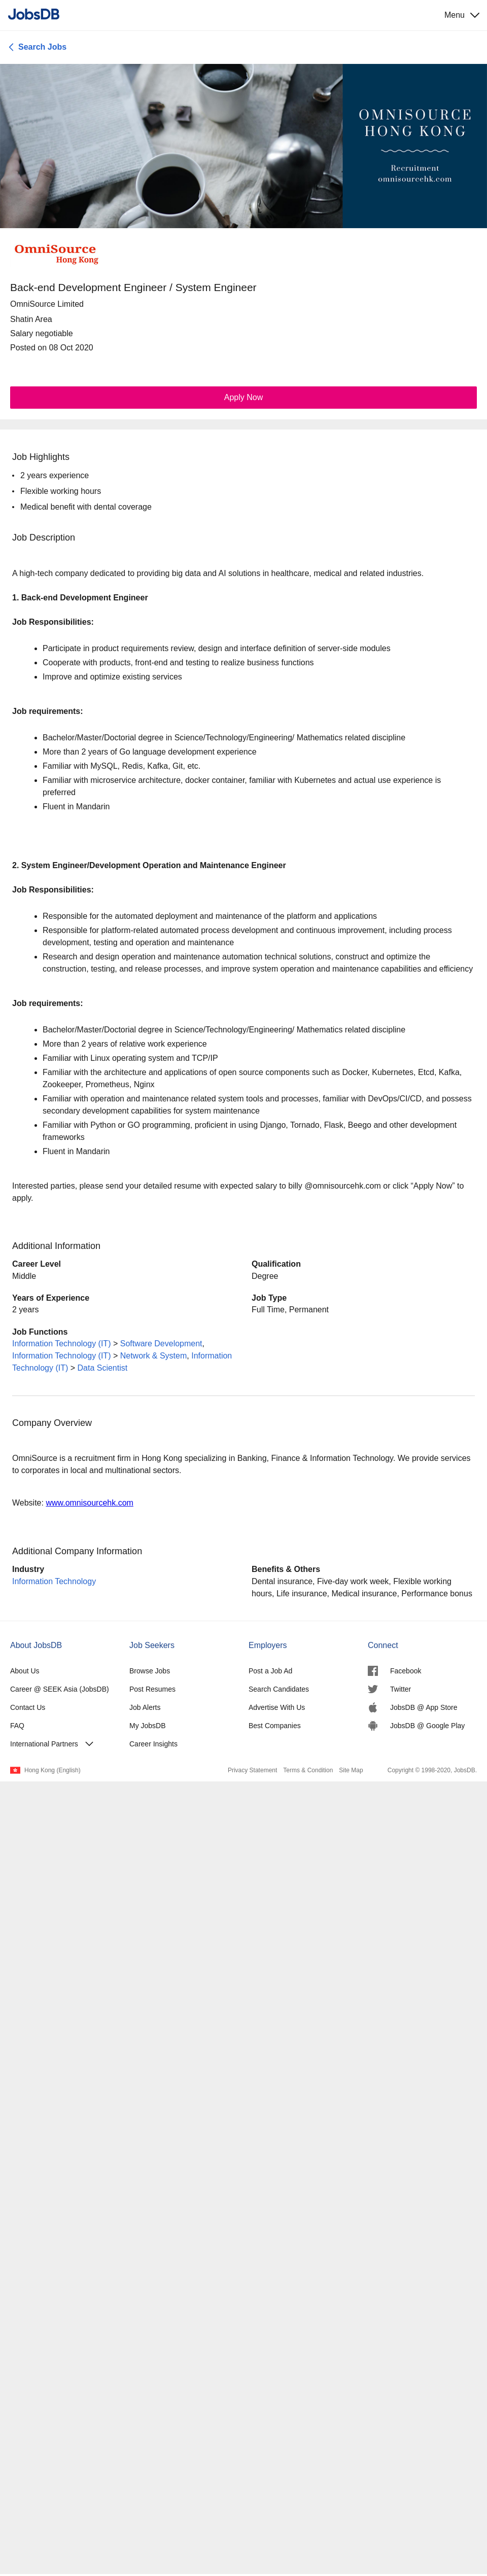 JobsDB
Menu
Search Jobs
OMNISOURCE
HONG KONG
Recruitment
omnisourcehk.com
OmniSource
Hong Kong
Back-end Development Engineer / System Engineer
OmniSource Limited
Shatin Area
Salary negotiable
Posted on 08 Oct 2020
Apply Now
Job Highlights
• 2 years experience
• Flexible working hours
• Medical benefit with dental coverage
Job Description
A high-tech company dedicated to providing big data and AI solutions in healthcare, medical and related industries.
1. Back-end Development Engineer
Job Responsibilities:
• Participate in product requirements review, design and interface definition of server-side modules
• Cooperate with products, front-end and testing to realize business functions
• Improve and optimize existing services
Job requirements:
• Bachelor/Master/Doctorial degree in Science/Technology/Engineering/ Mathematics related discipline
• More than 2 years of Go language development experience
• Familiar with MySQL, Redis, Kafka, Git, etc.
• Familiar with microservice architecture, docker container, familiar with Kubernetes and actual use experience is
preferred
• Fluent in Mandarin
2. System Engineer/Development Operation and Maintenance Engineer
Job Responsibilities:
• Responsible for the automated deployment and maintenance of the platform and applications
• Responsible for platform-related automated process development and continuous improvement, including process
development, testing and operation and maintenance
• Research and design operation and maintenance automation technical solutions, construct and optimize the
construction, testing, and release processes, and improve system operation and maintenance capabilities and efficiency
Job requirements:
• Bachelor/Master/Doctorial degree in Science/Technology/Engineering/ Mathematics related discipline
• More than 2 years of relative work experience
• Familiar with Linux operating system and TCP/IP
• Familiar with the architecture and applications of open source components such as Docker, Kubernetes, Etcd, Kafka,
Zookeeper, Prometheus, Nginx
• Familiar with operation and maintenance related system tools and processes, familiar with DevOps/CI/CD, and possess
secondary development capabilities for system maintenance
• Familiar with Python or GO programming, proficient in using Django, Tornado, Flask, Beego and other development
frameworks
• Fluent in Mandarin
Interested parties, please send your detailed resume with expected salary to billy @omnisourcehk.com or click “Apply Now” to
apply.
Additional Information
Career Level
Middle
Qualification
Degree
Years of Experience
2 years
Job Type
Full Time, Permanent
Job Functions
Information Technology (IT) > Software Development,
Information Technology (IT) > Network & System, Information
Technology (IT) > Data Scientist
Company Overview
OmniSource is a recruitment firm in Hong Kong specializing in Banking, Finance & Information Technology. We provide services
to corporates in local and multinational sectors.
Website: www.omnisourcehk.com
Additional Company Information
Industry
Information Technology
Benefits & Others
Dental insurance, Five-day work week, Flexible working
hours, Life insurance, Medical insurance, Performance bonus
About JobsDB
About Us
Career @ SEEK Asia (JobsDB)
Contact Us
FAQ
International Partners
Job Seekers
Browse Jobs
Post Resumes
Job Alerts
My JobsDB
Career Insights
Employers
Post a Job Ad
Search Candidates
Advertise With Us
Best Companies
Connect
Facebook
Twitter
JobsDB @ App Store
JobsDB @ Google Play
Hong Kong (English)
Privacy Statement Terms & Condition Site Map Copyright © 1998-2020, JobsDB.